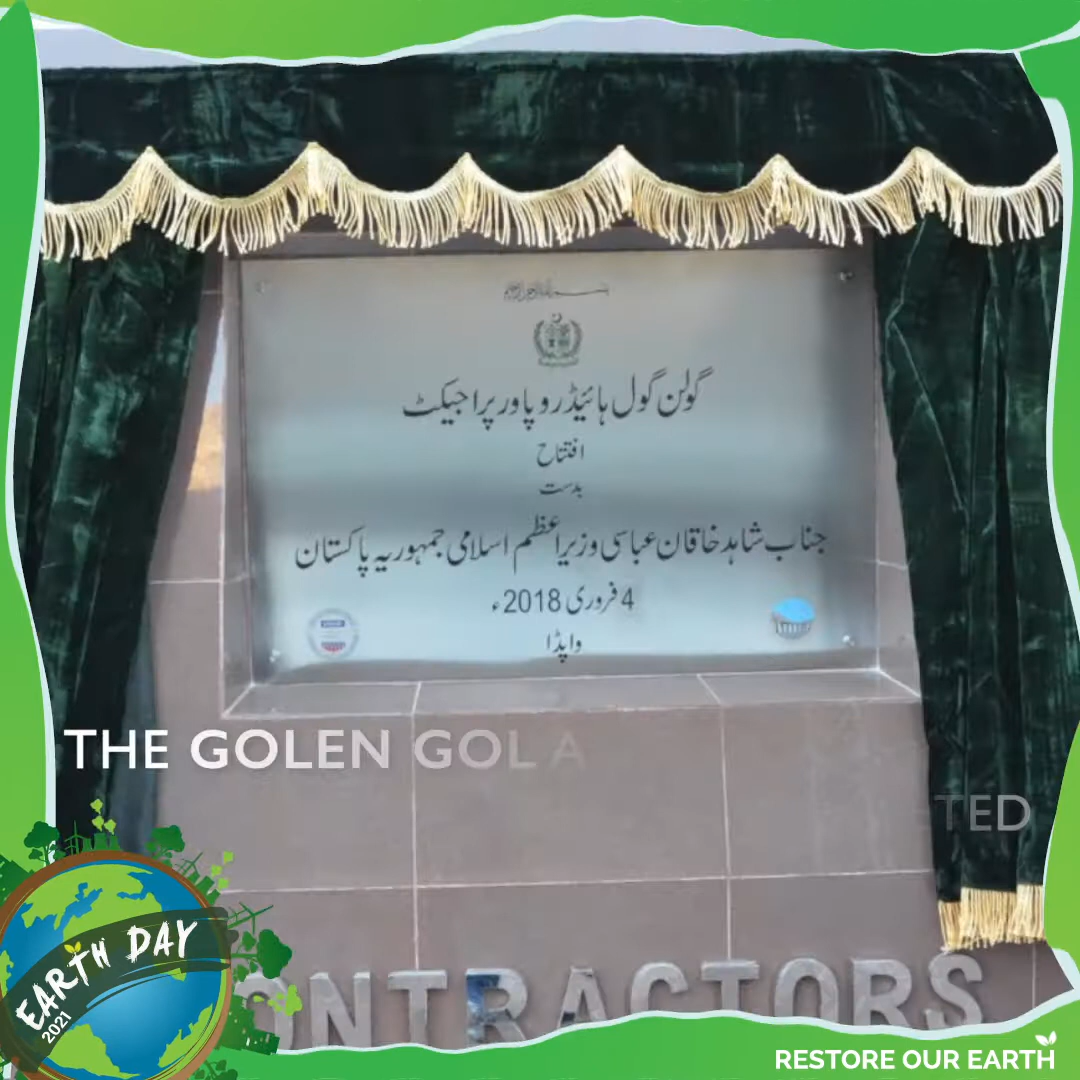 گولن گول ہائیڈرو پاور پراجیکٹ
افتتاح
بدست
جناب شاہد خاقان عباسی وزیراعظم اسلامی جمہوریہ پاکستان
4 فروری 2018ء
واپڈا
THE GOLEN GOL A
TED
ONTRACTORS
EARTH DAY
2021
RESTORE OUR EARTH